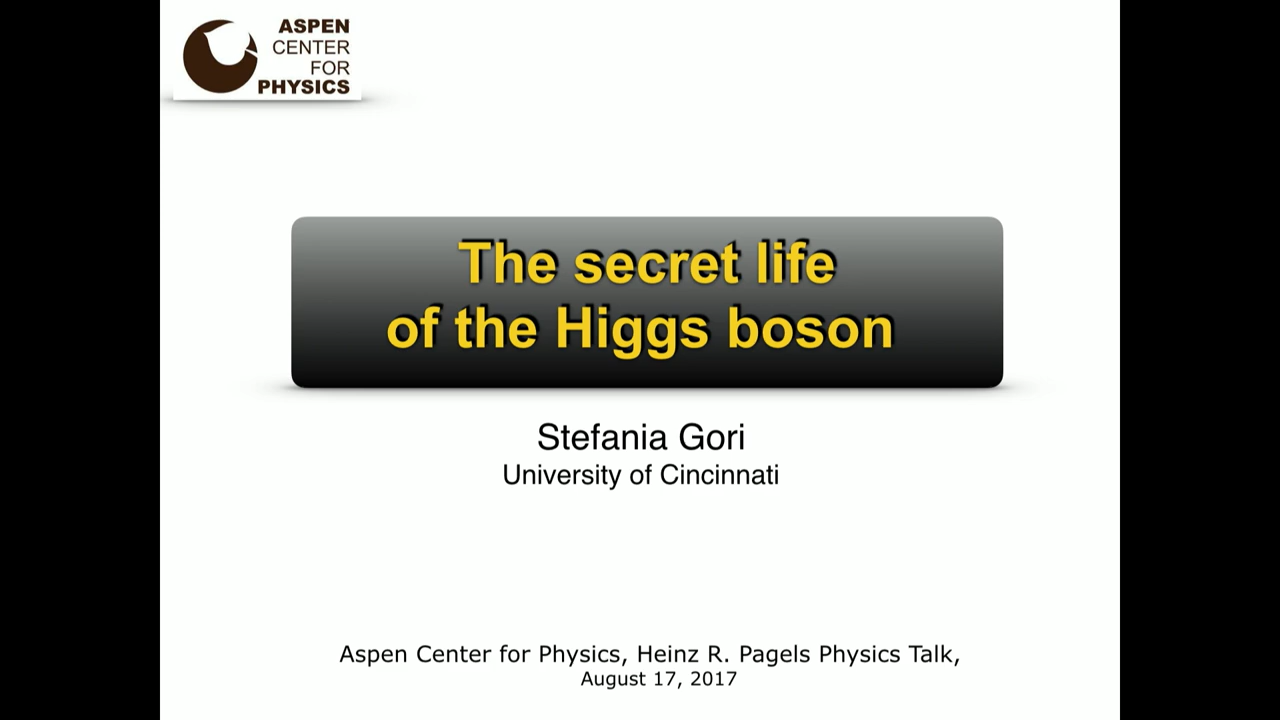 ASPEN
CENTER
FOR
PHYSICS
The secret life
of the Higgs boson
Stefania Gori
University of Cincinnati
Aspen Center for Physics, Heinz R. Pagels Physics Talk,
August 17, 2017